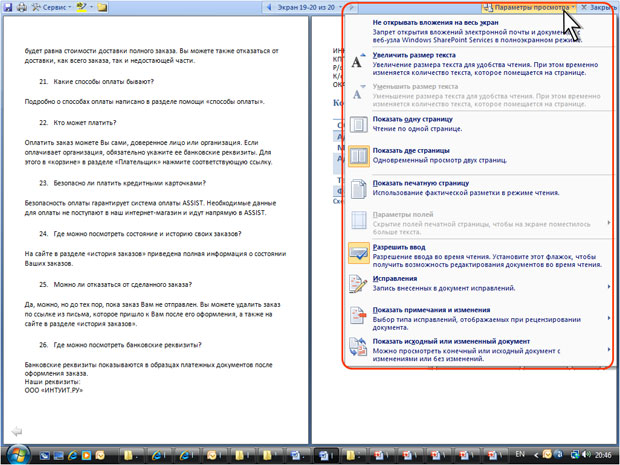 Сервис
Экран 19-20 из 20
Параметры просмотра
Закрыть
будет равна стоимости доставки полного заказа. Вы можете также отказаться от
доставки, как всего заказа, так и недостающей части.
21. Какие способы оплаты бывают?
Подробно о способах оплаты написано в разделе помощи «способы оплаты».
22. Кто может платить?
Оплатить заказ можете Вы сами, доверенное лицо или организация. Если
оплачивает организация, обязательно укажите ее банковские реквизиты. Для
этого в «корзине» в разделе «Плательщик» нажмите соответствующую ссылку.
23. Безопасно ли платить кредитными карточками?
Безопасность оплаты гарантирует система оплаты ASSIST. Необходимые данные
для оплаты не поступают в наш интернет-магазин и идут напрямую в ASSIST.
24. Где можно посмотреть состояние и историю своих заказов?
На сайте в разделе «история заказов» приведена полная информация о состоянии
Ваших заказов.
25. Можно ли отказаться от сделанного заказа?
Да, можно, но до тех пор, пока заказ Вам не отправлен. Вы можете удалить заказ
по ссылке из письма, которое пришло к Вам после его оформления, а также на
сайте в разделе «история заказов».
26. Где можно посмотреть банковские реквизиты?
Банковские реквизиты показываются в образцах платежных документов после
оформления заказа.
Наши реквизиты:
ООО «ИНТУИТ.РУ»
Не открывать вложения на весь экран
Запрет открытия вложений электронной почты и документов с
веб-узла Windows SharePoint Services в полноэкранном режиме.
Увеличить размер текста
Увеличение размера текста для удобства чтения. При этом временно
изменяется количество текста, которое помещается на странице.
Уменьшить размер текста
Уменьшение размера текста для удобства чтения. При этом временно
изменяется количество текста, которое помещается на странице.
Показать одну страницу
Чтение по одной странице.
Показать две страницы
Одновременный просмотр двух страниц.
Показать печатную страницу
Использование фактической разметки в режиме чтения.
Параметры полей
Скрытие полей печатной страницы, чтобы на экране поместилось
больше текста.
Разрешить ввод
Разрешение ввода во время чтения. Установите этот флажок, чтобы
получить возможность редактирования документов во время чтения.
Исправления
Запись внесенных в документ исправлений.
Показать примечания и изменения
Выбор типа исправлений, отображаемых при рецензировании
документа.
Показать исходный или измененный документ
Можно просмотреть конечный или исходный документ с
изменениями или без изменений.
EN
20:46